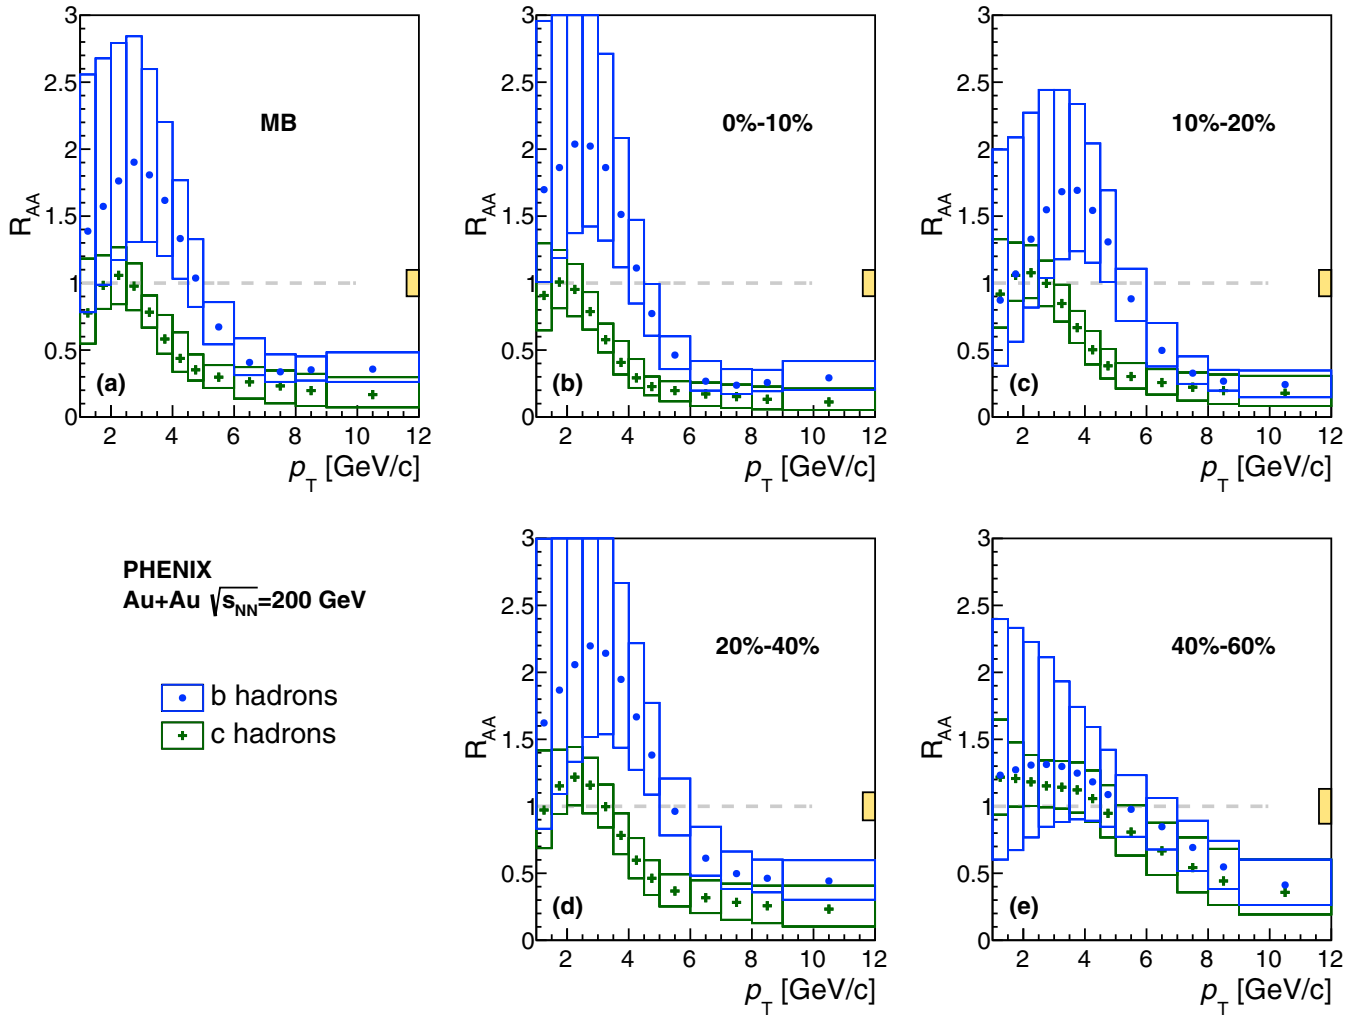 3
2.5
2
1.5
1
0.5
0
R_AA
MB
(a)
2 4 6 8 10 12
p_T [GeV/c]
3
2.5
2
1.5
1
0.5
0
R_AA
0%-10%
(b)
2 4 6 8 10 12
p_T [GeV/c]
3
2.5
2
1.5
1
0.5
0
R_AA
10%-20%
(c)
2 4 6 8 10 12
p_T [GeV/c]
PHENIX
Au+Au √s_NN=200 GeV
b hadrons
c hadrons
3
2.5
2
1.5
1
0.5
0
R_AA
20%-40%
(d)
2 4 6 8 10 12
p_T [GeV/c]
3
2.5
2
1.5
1
0.5
0
R_AA
40%-60%
(e)
2 4 6 8 10 12
p_T [GeV/c]